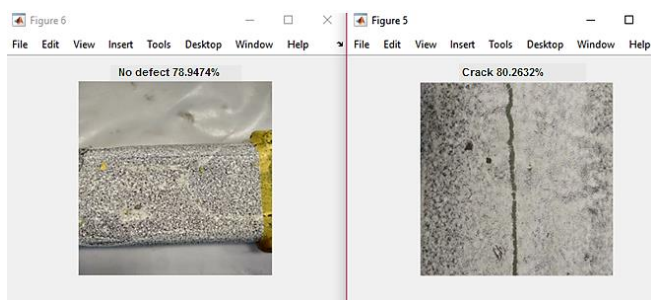 Figure 6
File Edit View Insert Tools Desktop Window Help
No defect 78.9474%
Figure 5
File Edit View Insert Tools Desktop Window Help
Crack 80.2632%